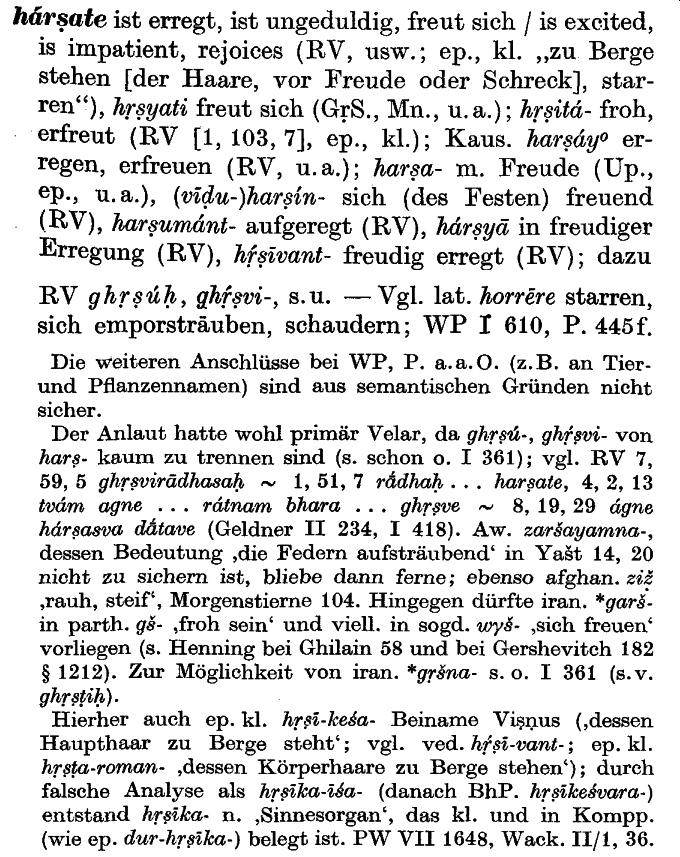 hárṣate ist erregt, ist ungeduldig, freut sich / is excited,
is impatient, rejoices (RV, usw.; ep., kl. „zu Berge
stehen [der Haare, vor Freude oder Schreck], star-
ren“), hṛṣyati freut sich (GṛS., Mn., u.a.); hṛṣitá- froh,
erfreut (RV [1, 103, 7], ep., kl.); Kaus. harṣáyº er-
regen, erfreuen (RV, u.a.); harṣa- m. Freude (Up.,
ep., u.a.), (vīḍu-)harṣín- sich (des Festen) freuend
(RV), harṣumánt- aufgeregt (RV), hárṣyā in freudiger
Erregung (RV), hŕ̥ṣīvant- freudig erregt (RV); dazu
RV ghṛṣúḥ, ghŕ̥ṣvi-, s.u. — Vgl. lat. horrēre starren,
sich emporsträuben, schaudern; WP I 610, P. 445f.
Die weiteren Anschlüsse bei WP, P. a.a.O. (z.B. an Tier-
und Pflanzennamen) sind aus semantischen Gründen nicht
sicher.
Der Anlaut hatte wohl primär Velar, da ghṛṣú-, ghŕ̥ṣvi- von
harṣ- kaum zu trennen sind (s. schon o. I 361); vgl. RV 7,
59, 5 ghṛṣvirādhasaḥ ~ 1, 51, 7 rā́dhaḥ . . . harṣate, 4, 2, 13
tvám agne . . . rátnam bhara . . . ghṛṣve ~ 8, 19, 29 ágne
hárṣasva dā́tave (Geldner II 234, I 418). Aw. zaršayamna-,
dessen Bedeutung ‚die Federn aufsträubend‘ in Yašt 14, 20
nicht zu sichern ist, bliebe dann ferne; ebenso afghan. ziž
‚rauh, steif‘, Morgenstierne 104. Hingegen dürfte iran. *garš-
in parth. gš- ‚froh sein‘ und viell. in sogd. wγš- ‚sich freuen‘
vorliegen (s. Henning bei Ghilain 58 und bei Gershevitch 182
§ 1212). Zur Möglichkeit von iran. *gṛšna- s. o. I 361 (s.v.
ghṛṣṭiḥ).
Hierher auch ep. kl. hṛṣī-keśa- Beiname Viṣṇus (‚dessen
Haupthaar zu Berge steht‘; vgl. ved. hŕ̥ṣī-vant-; ep. kl.
hṛṣṭa-roman- ‚dessen Körperhaare zu Berge stehen‘); durch
falsche Analyse als hṛṣīka-īśa- (danach BhP. hṛṣīkeśvara-)
entstand hṛṣīka- n. ‚Sinnesorgan‘, das kl. und in Kompp.
(wie ep. dur-hṛṣīka-) belegt ist. PW VII 1648, Wack. II/1, 36.